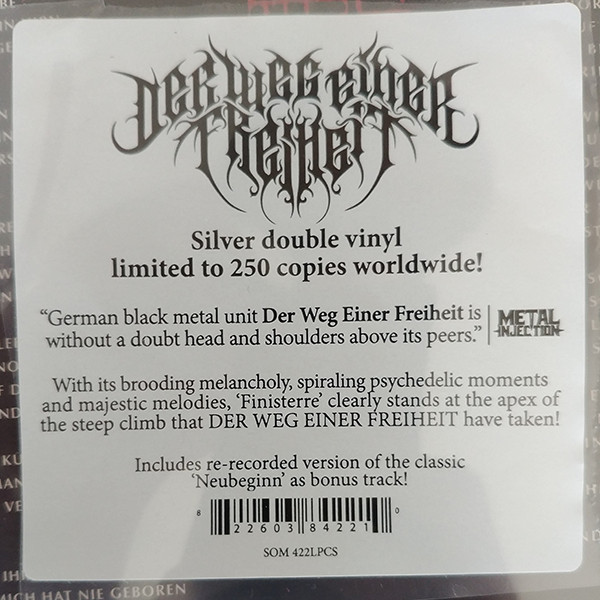 DER WEG EINER
FREIHEIT
Silver double vinyl
limited to 250 copies worldwide!
“German black metal unit Der Weg Einer Freiheit is
without a doubt head and shoulders above its peers.”
METAL
INJECTION
With its brooding melancholy, spiraling psychedelic moments
and majestic melodies, ‘Finisterre’ clearly stands at the apex of
the steep climb that DER WEG EINER FREIHEIT have taken!
Includes re-recorded version of the classic
‘Neubeginn’ as bonus track!
8 22603 84221 0
SOM 422LPCS
MICH HAT NIE GEBOREN